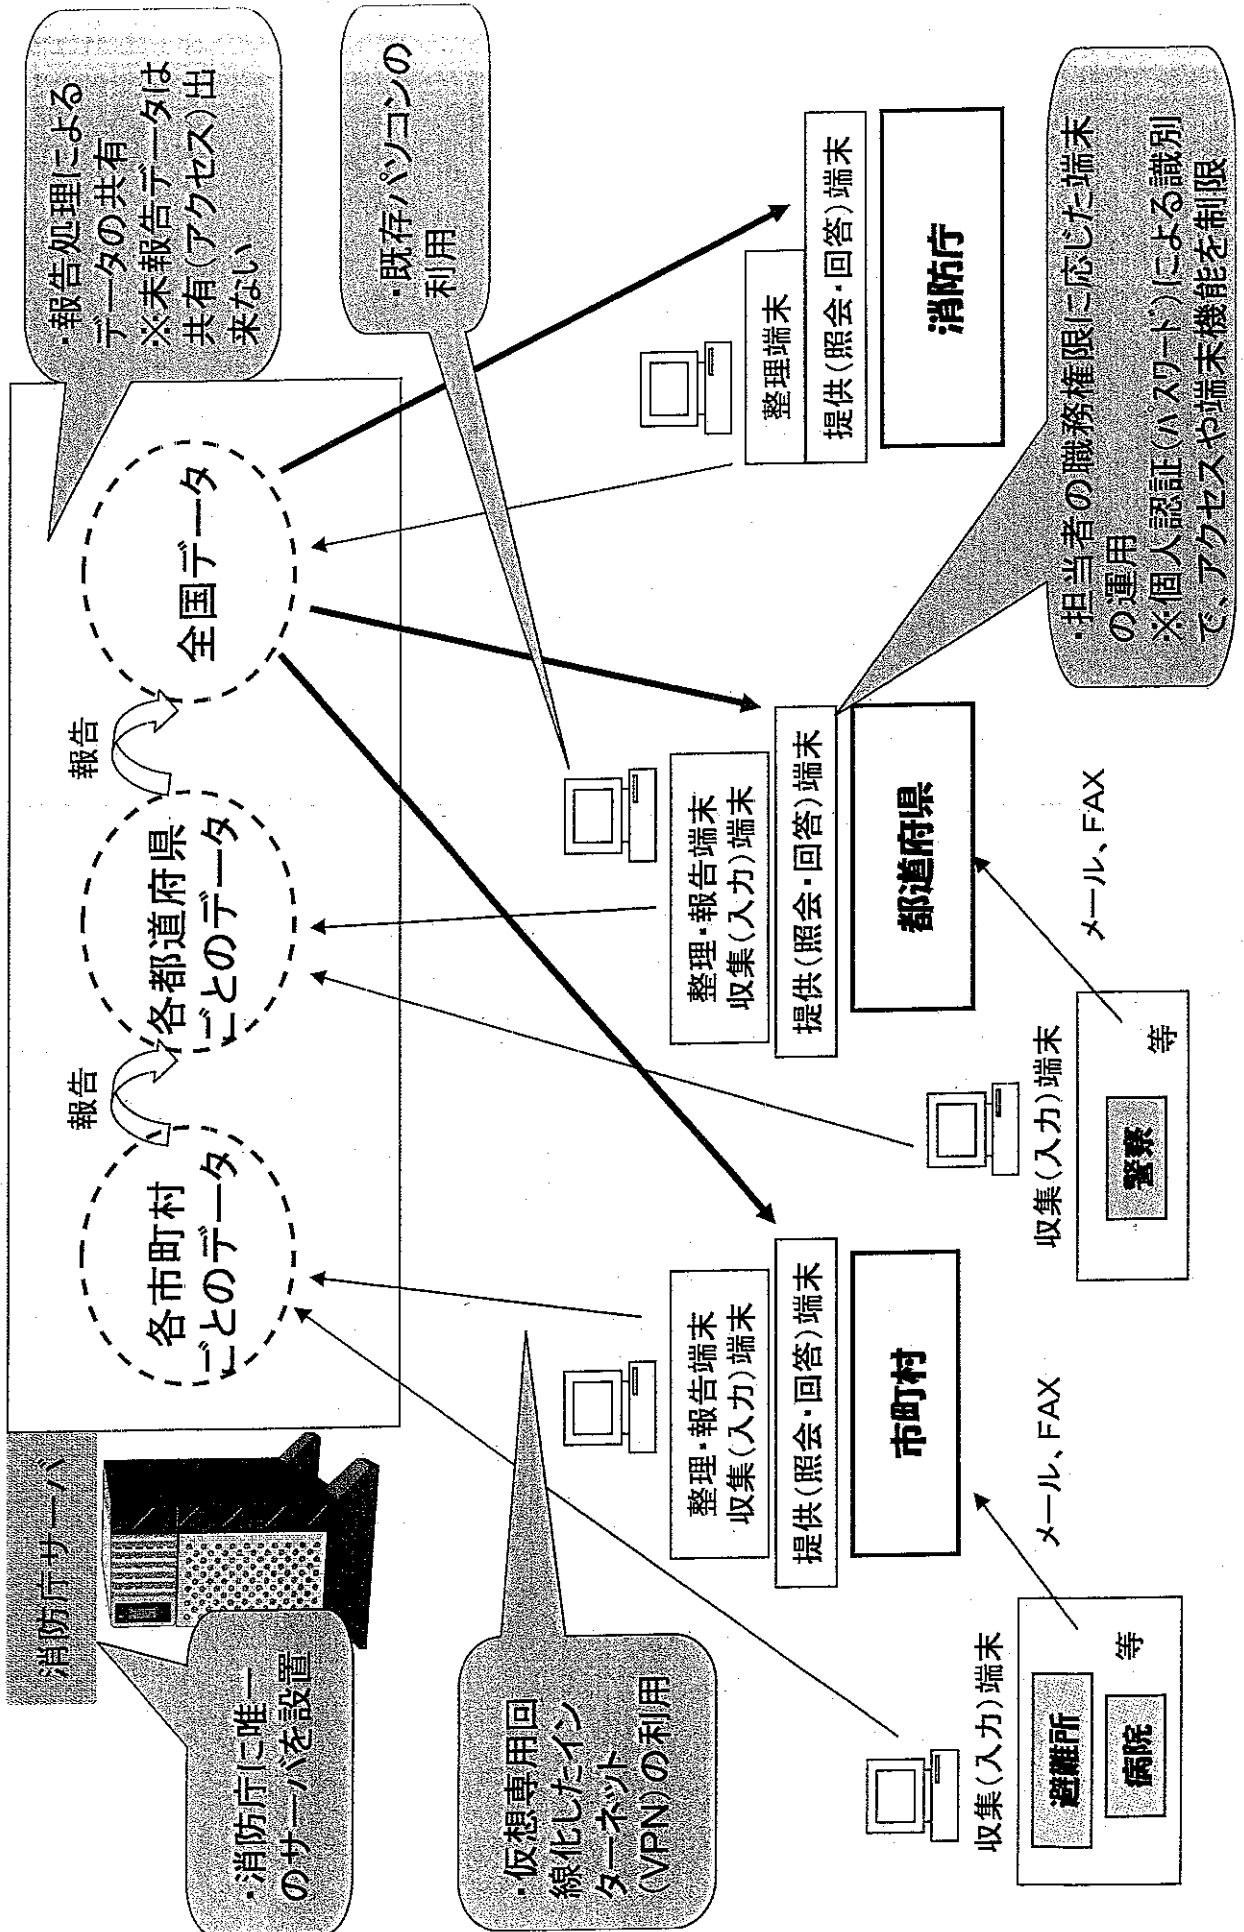 消防庁サーバ
・消防庁に唯一
のサーバを設置
各市町村
ごとのデータ
報告
各都道府県
ごとのデータ
報告
全国データ
・報告処理による
データの共有
※未報告データは
共有(アクセス)出
来ない
・仮想専用回
線化したイン
ターネット
(VPN)の利用
・既存パソコンの
利用
整理・報告端末
収集(入力)端末
提供(照会・回答)端末
市町村
整理・報告端末
収集(入力)端末
提供(照会・回答)端末
都道府県
整理端末
提供(照会・回答)端末
消防庁
収集(入力)端末
避難所
病院
等
メール、FAX
収集(入力)端末
警察
等
メール、FAX
・担当者の職務権限に応じた端末
の運用
※個人認証(パスワード)による識別
で、アクセスや端末機能を制限